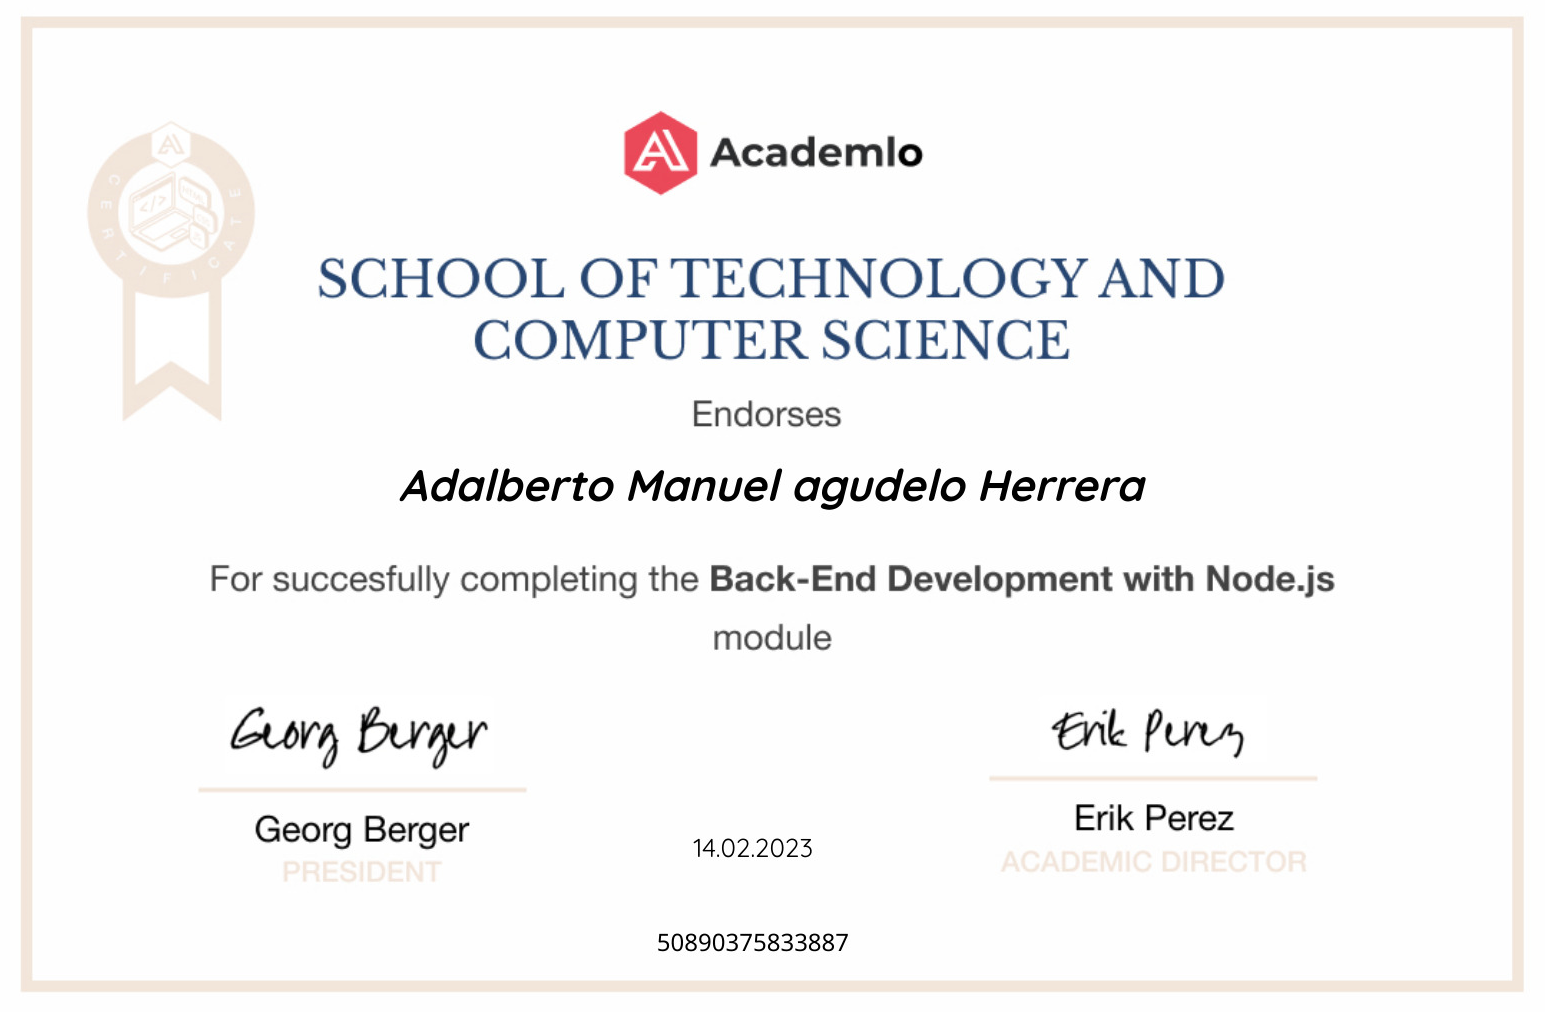 Academlo
CERTIFICATE
</>
HTML
SCHOOL OF TECHNOLOGY AND
COMPUTER SCIENCE
Endorses
Adalberto Manuel agudelo Herrera
For succesfully completing the Back-End Development with Node.js
module
Georg Berger
Erik Perez
Georg Berger
PRESIDENT
Erik Perez
ACADEMIC DIRECTOR
14.02.2023
50890375833887